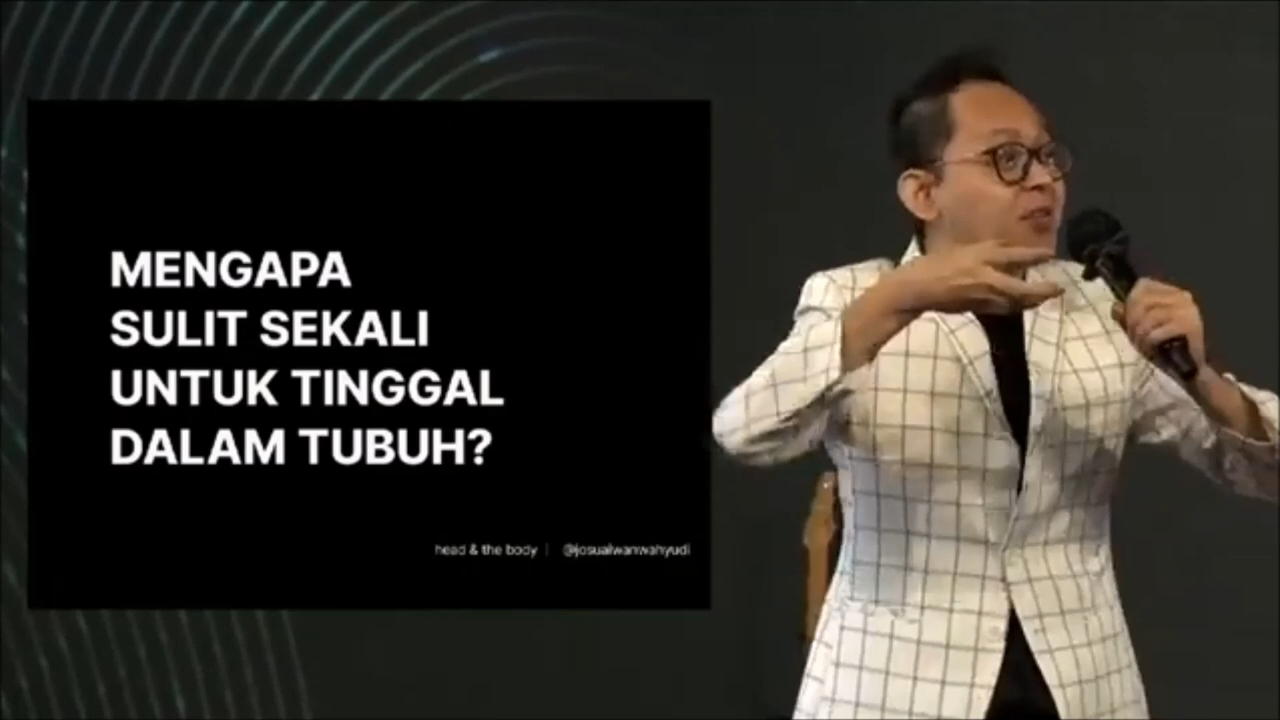 MENGAPA
SULIT SEKALI
UNTUK TINGGAL
DALAM TUBUH?
head & the body | @josuaiwanwahyudi